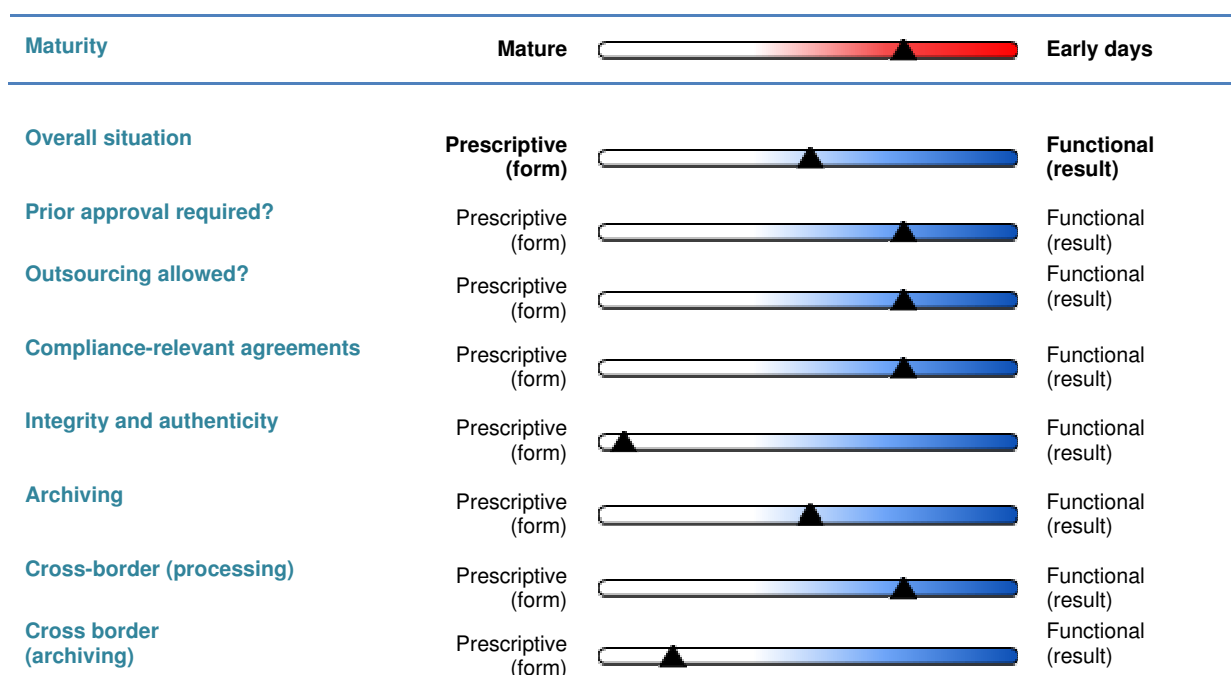 Maturity
Mature
Early days
Overall situation
Prescriptive
(form)
Functional
(result)
Prior approval required?
Prescriptive
(form)
Functional
(result)
Outsourcing allowed?
Prescriptive
(form)
Functional
(result)
Compliance-relevant agreements
Prescriptive
(form)
Functional
(result)
Integrity and authenticity
Prescriptive
(form)
Functional
(result)
Archiving
Prescriptive
(form)
Functional
(result)
Cross-border (processing)
Prescriptive
(form)
Functional
(result)
Cross border
(archiving)
Prescriptive
(form)
Functional
(result)